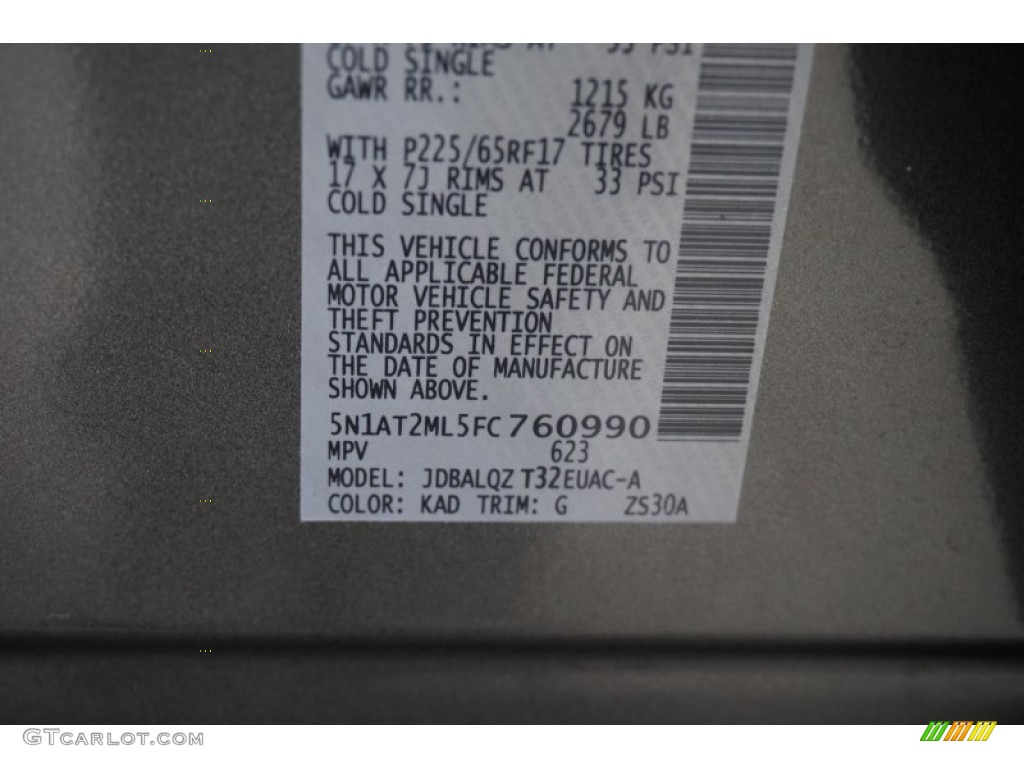 33 PSI
COLD SINGLE
GAWR RR.: 1215 KG
2679 LB
WITH P225/65RF17 TIRES
17 X 7J RIMS AT 33 PSI
COLD SINGLE
THIS VEHICLE CONFORMS TO
ALL APPLICABLE FEDERAL
MOTOR VEHICLE SAFETY AND
THEFT PREVENTION
STANDARDS IN EFFECT ON
THE DATE OF MANUFACTURE
SHOWN ABOVE.
5N1AT2ML5FC760990
MPV 623
MODEL: JDBALQZ T32EUAC-A
COLOR: KAD TRIM: G ZS30A
GTCARLOT.COM